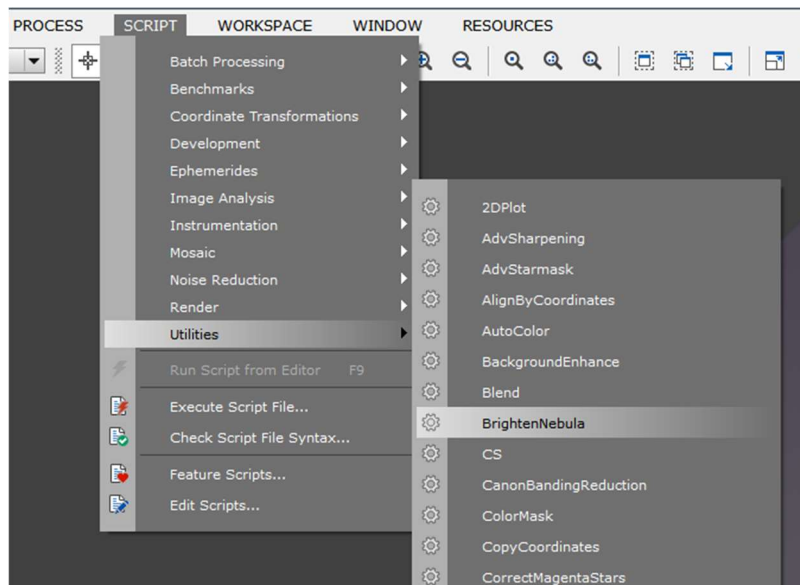 PROCESS SCRIPT WORKSPACE WINDOW RESOURCES
Batch Processing
Benchmarks
Coordinate Transformations
Development
Ephemerides
Image Analysis
Instrumentation
Mosaic
Noise Reduction
Render
Utilities
Run Script from Editor F9
Execute Script File...
Check Script File Syntax...
Feature Scripts...
Edit Scripts...
2DPlot
AdvSharpening
AdvStarmask
AlignByCoordinates
AutoColor
BackgroundEnhance
Blend
BrightenNebula
CS
CanonBandingReduction
ColorMask
CopyCoordinates
CorrectMagentaStars